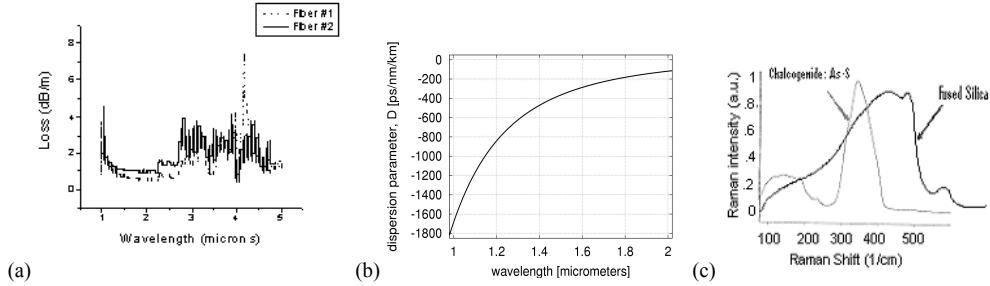 Fiber #1
Fiber #2
8
6
4
2
0
Loss (dB/m)
1
2
3
4
5
Wavelength (microns)
(a)
0
-200
-400
-600
-800
-1000
-1200
-1400
-1600
-1800
dispersion parameter, D [ps/nm/km]
1
1.2
1.4
1.6
1.8
2
wavelength [micrometers]
(b)
Chalcogenide: As-S
Fused Silica
1
.8
.6
.4
.2
0
Raman intensity (a.u.)
100
200
300
400
500
Raman Shift (1/cm)
(c)